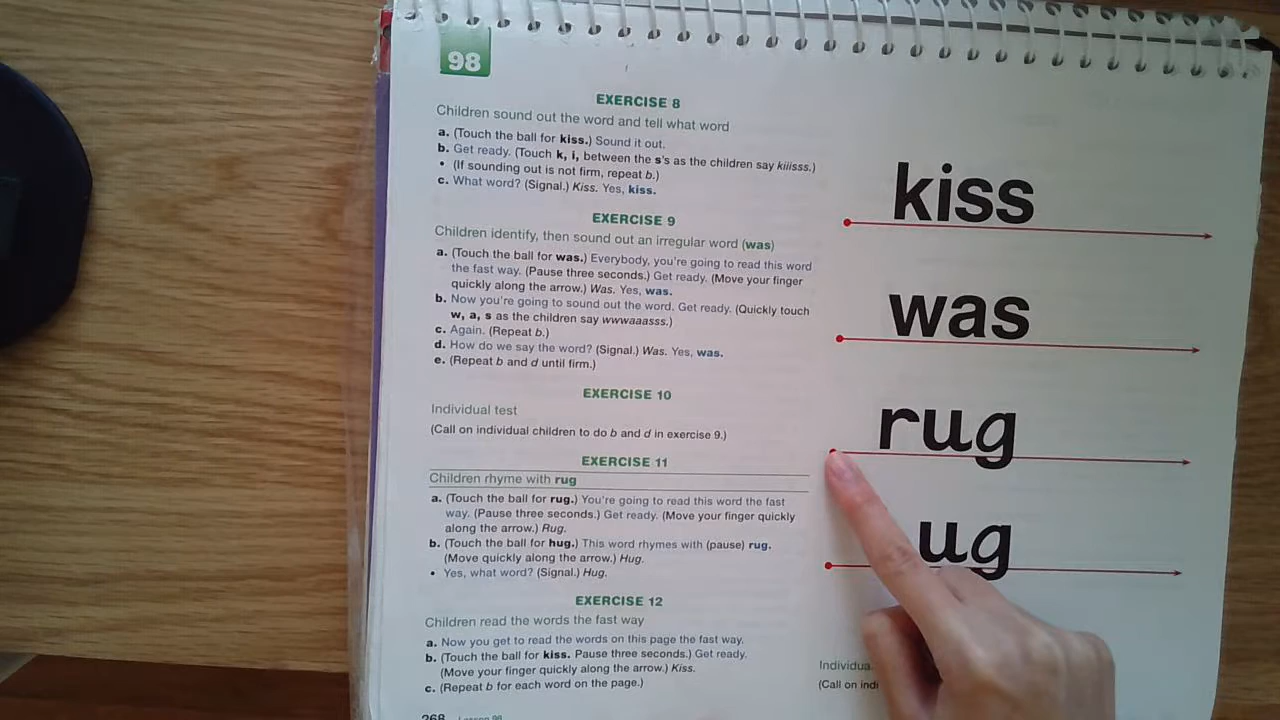 98
EXERCISE 8
Children sound out the word and tell what word
a. (Touch the ball for kiss.) Sound it out.
b. Get ready. (Touch k, i, between the s's as the children say kiiisss.)
• (If sounding out is not firm, repeat b.)
c. What word? (Signal.) Kiss. Yes, kiss.
EXERCISE 9
Children identify, then sound out an irregular word (was)
a. (Touch the ball for was.) Everybody, you're going to read this word
the fast way. (Pause three seconds.) Get ready. (Move your finger
quickly along the arrow.) Was. Yes, was.
b. Now you're going to sound out the word. Get ready. (Quickly touch
w, a, s as the children say wwwaaasss.)
c. Again. (Repeat b.)
d. How do we say the word? (Signal.) Was. Yes, was.
e. (Repeat b and d until firm.)
EXERCISE 10
Individual test
(Call on individual children to do b and d in exercise 9.)
EXERCISE 11
Children rhyme with rug
a. (Touch the ball for rug.) You're going to read this word the fast
way. (Pause three seconds.) Get ready. (Move your finger quickly
along the arrow.) Rug.
b. (Touch the ball for hug.) This word rhymes with (pause) rug.
(Move quickly along the arrow.) Hug.
• Yes, what word? (Signal.) Hug.
EXERCISE 12
Children read the words the fast way
a. Now you get to read the words on this page the fast way.
b. (Touch the ball for kiss. Pause three seconds.) Get ready.
(Move your finger quickly along the arrow.) Kiss.
c. (Repeat b for each word on the page.)
268 Lesson 98
kiss
was
rug
ug
(Call on